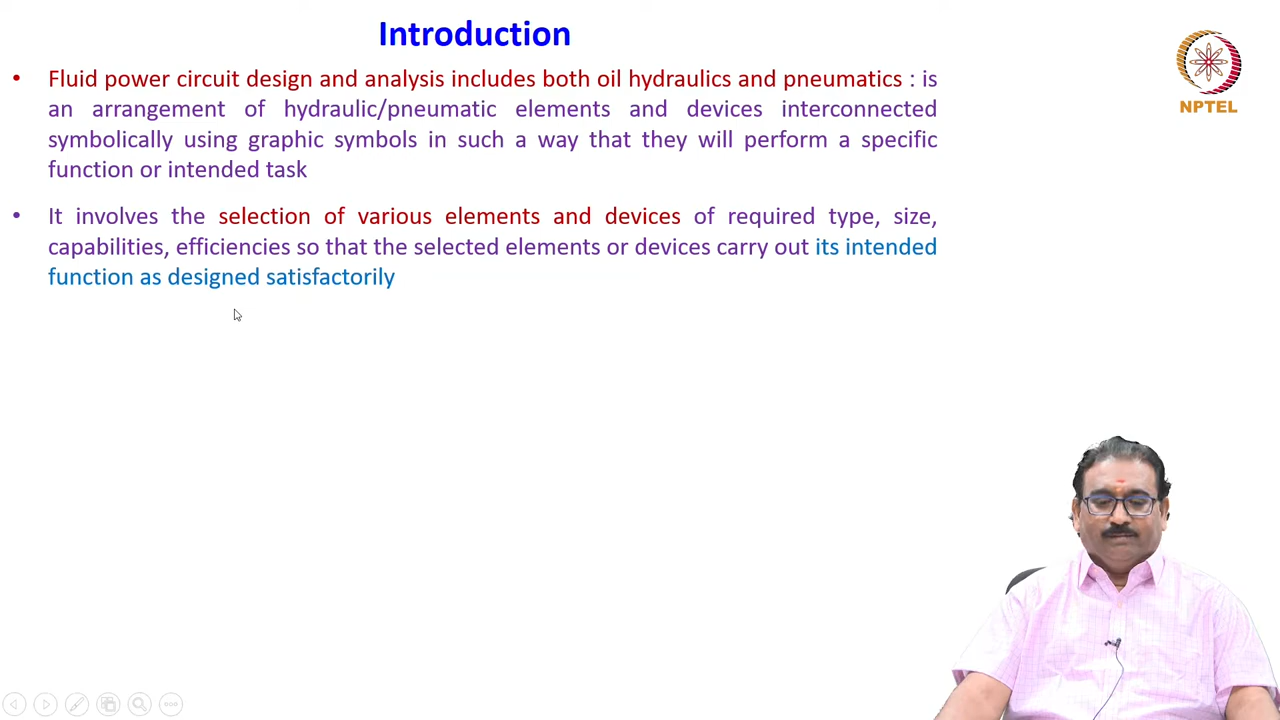 Introduction
• Fluid power circuit design and analysis includes both oil hydraulics and pneumatics : is
an arrangement of hydraulic/pneumatic elements and devices interconnected
symbolically using graphic symbols in such a way that they will perform a specific
function or intended task
• It involves the selection of various elements and devices of required type, size,
capabilities, efficiencies so that the selected elements or devices carry out its intended
function as designed satisfactorily
NPTEL